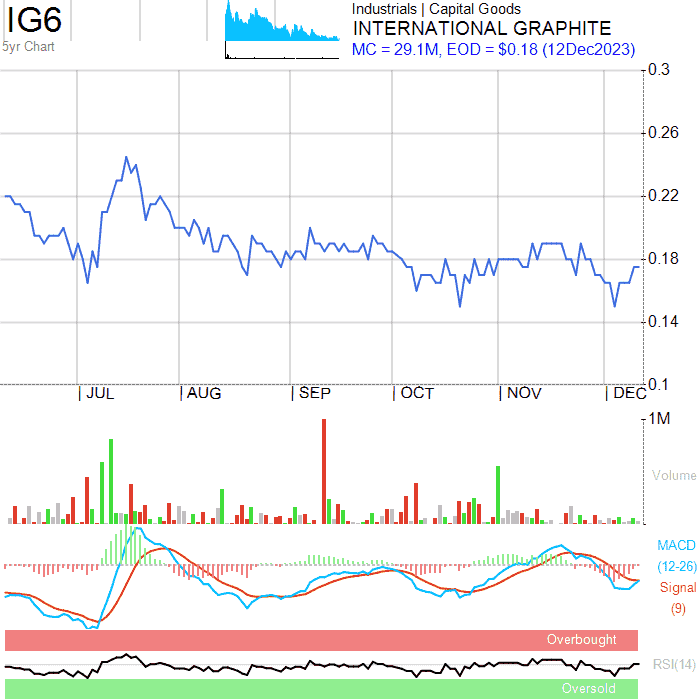 IG6
5yr Chart
Industrials | Capital Goods
INTERNATIONAL GRAPHITE
MC = 29.1M, EOD = $0.18 (12Dec2023)
0.3
0.26
0.22
0.18
0.14
0.1
| JUL | AUG | SEP | OCT | NOV | DEC
1M
Volume
MACD
(12-26)
Signal
(9)
Overbought
RSI(14)
Oversold